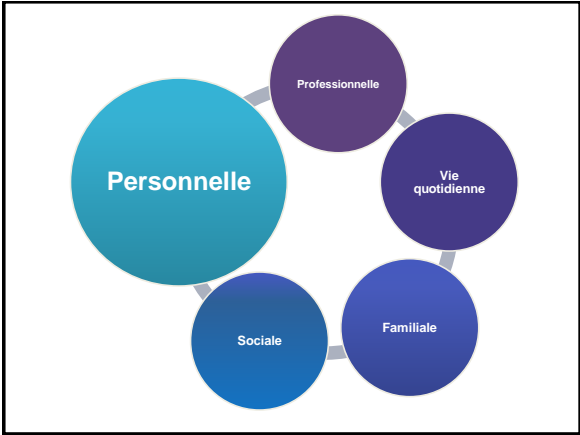 Professionnelle
Personnelle
Vie
quotidienne
Familiale
Sociale